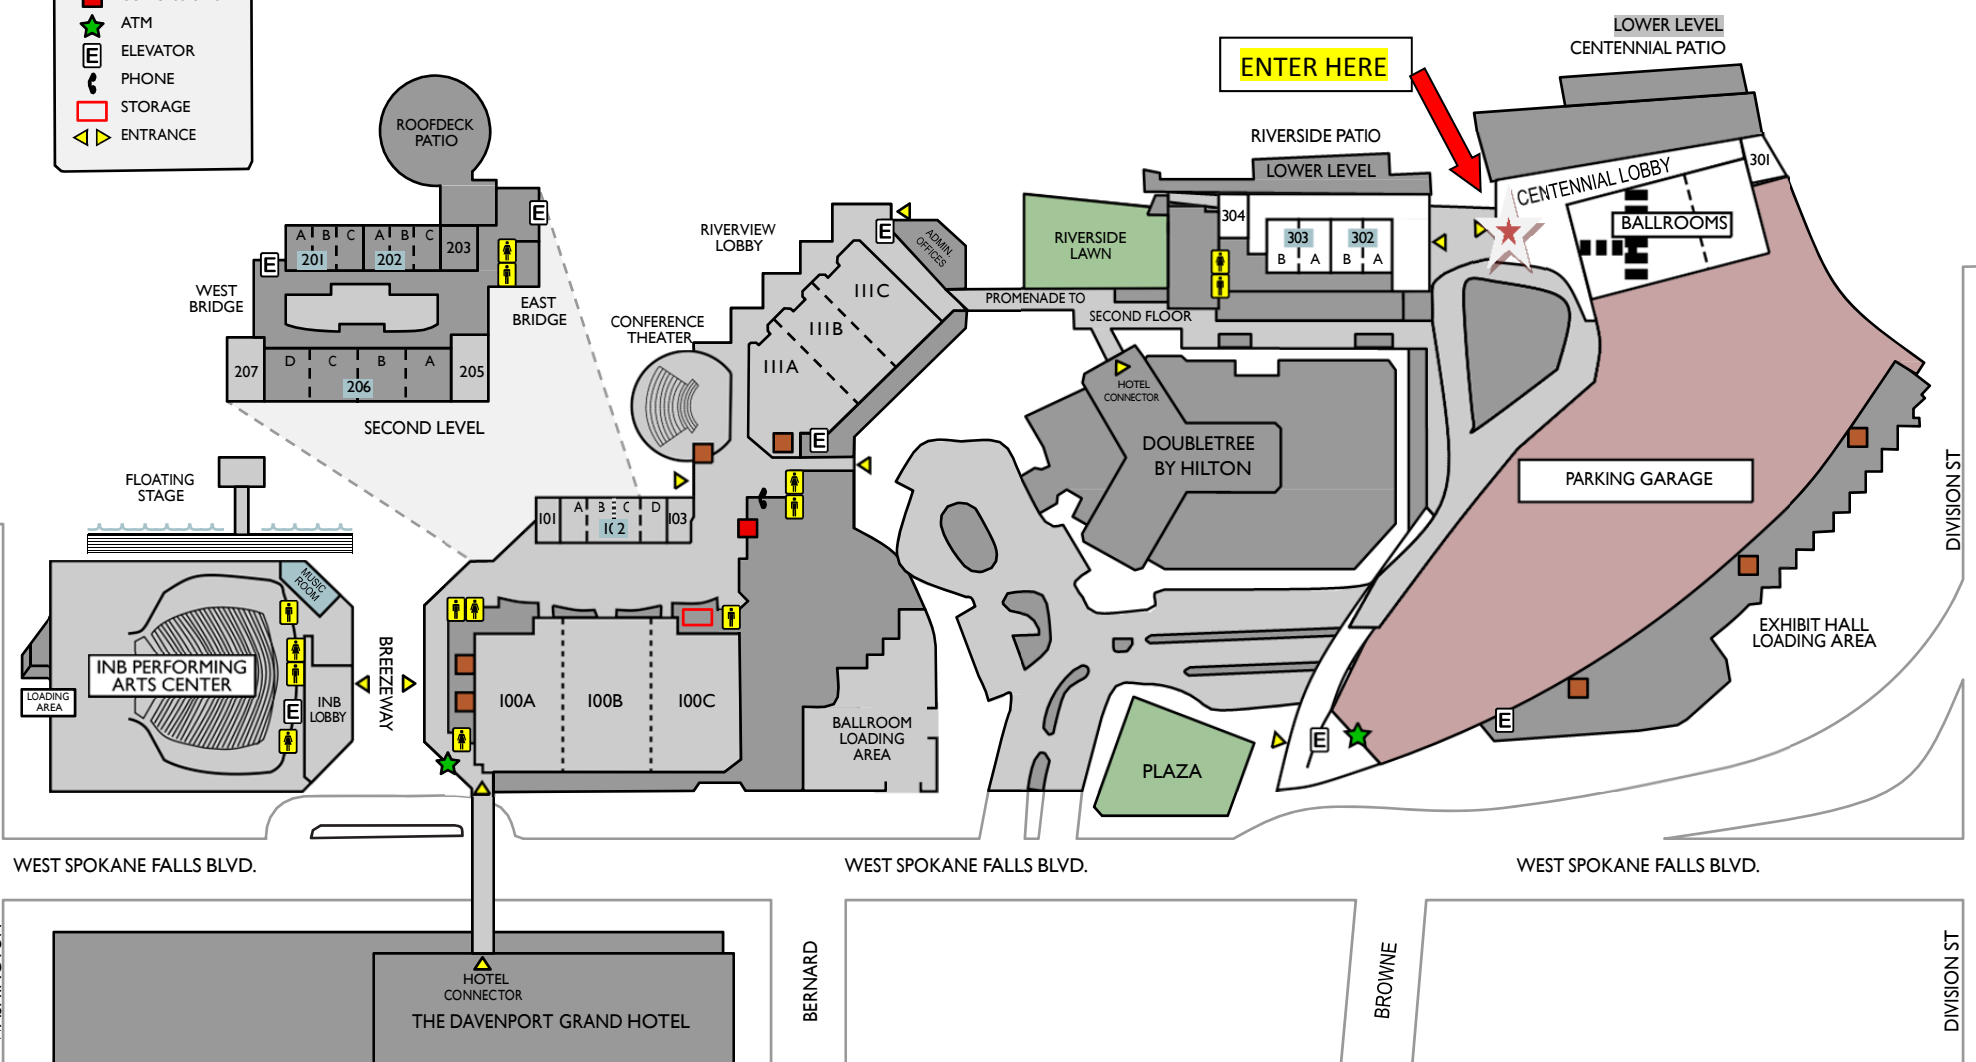 ATM
E ELEVATOR
PHONE
STORAGE
ENTRANCE
LOWER LEVEL
CENTENNIAL PATIO
ENTER HERE
ROOFDECK
PATIO
RIVERSIDE PATIO
LOWER LEVEL
301
CENTENNIAL LOBBY
BALLROOMS
304
303
302
B A B A
RIVERSIDE
LAWN
RIVERVIEW
LOBBY
E
ADMIN.
OFFICES
E
A B C A B C
201
202
203
E
WEST
BRIDGE
EAST
BRIDGE
PROMENADE TO
SECOND FLOOR
111C
111B
111A
CONFERENCE
THEATER
D C B A
207
206
205
SECOND LEVEL
HOTEL
CONNECTOR
DOUBLETREE
BY HILTON
E
PARKING GARAGE
FLOATING
STAGE
101
A B C D
102
103
DIVISION ST
MUSIC
ROOM
EXHIBIT HALL
LOADING AREA
INB PERFORMING
ARTS CENTER
LOADING
AREA
INB
LOBBY
E
BREEZEWAY
100A
100B
100C
BALLROOM
LOADING
AREA
PLAZA
E
E
WEST SPOKANE FALLS BLVD.
WEST SPOKANE FALLS BLVD.
WEST SPOKANE FALLS BLVD.
HOTEL
CONNECTOR
THE DAVENPORT GRAND HOTEL
BERNARD
BROWNE
DIVISION ST